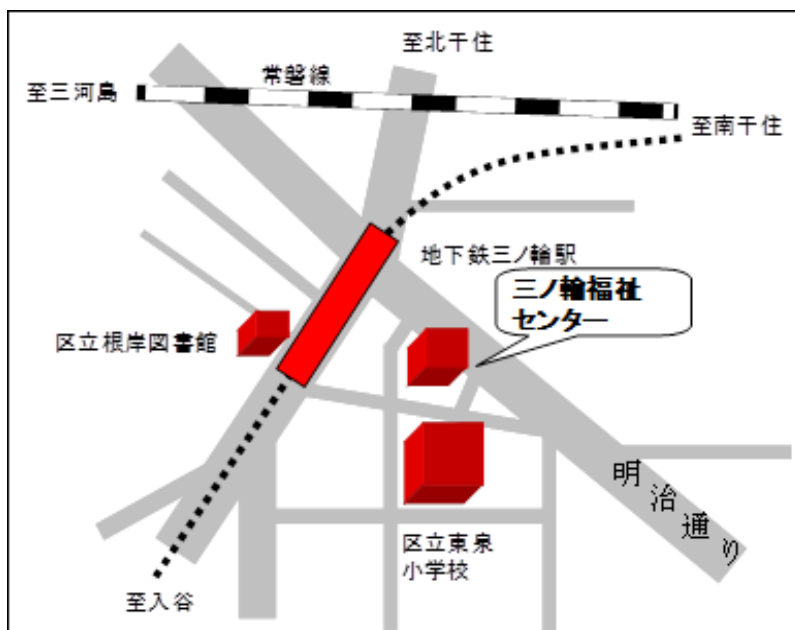 至北千住
常磐線
至三河島
至南千住
地下鉄三ノ輪駅
三ノ輪福祉
センター
区立根岸図書館
明治通り
区立東泉
小学校
至入谷